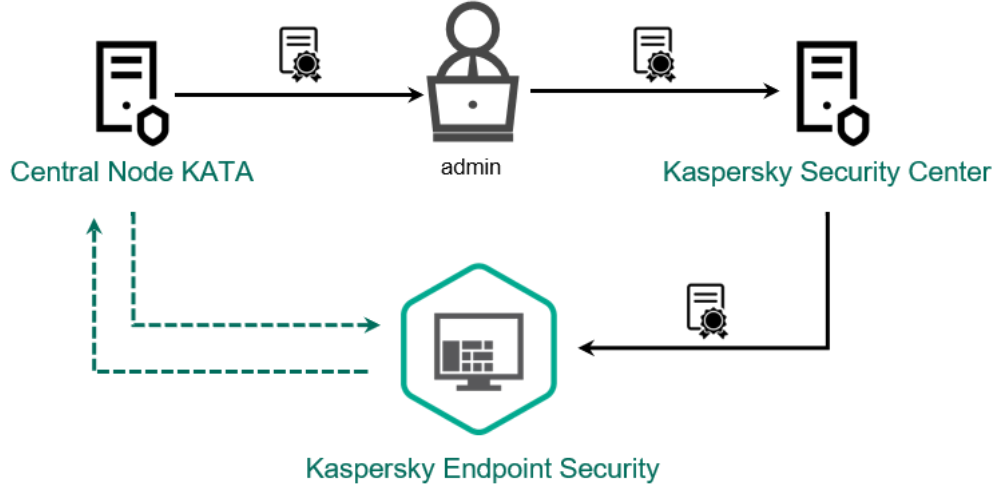 admin
Central Node KATA
Kaspersky Security Center
Kaspersky Endpoint Security